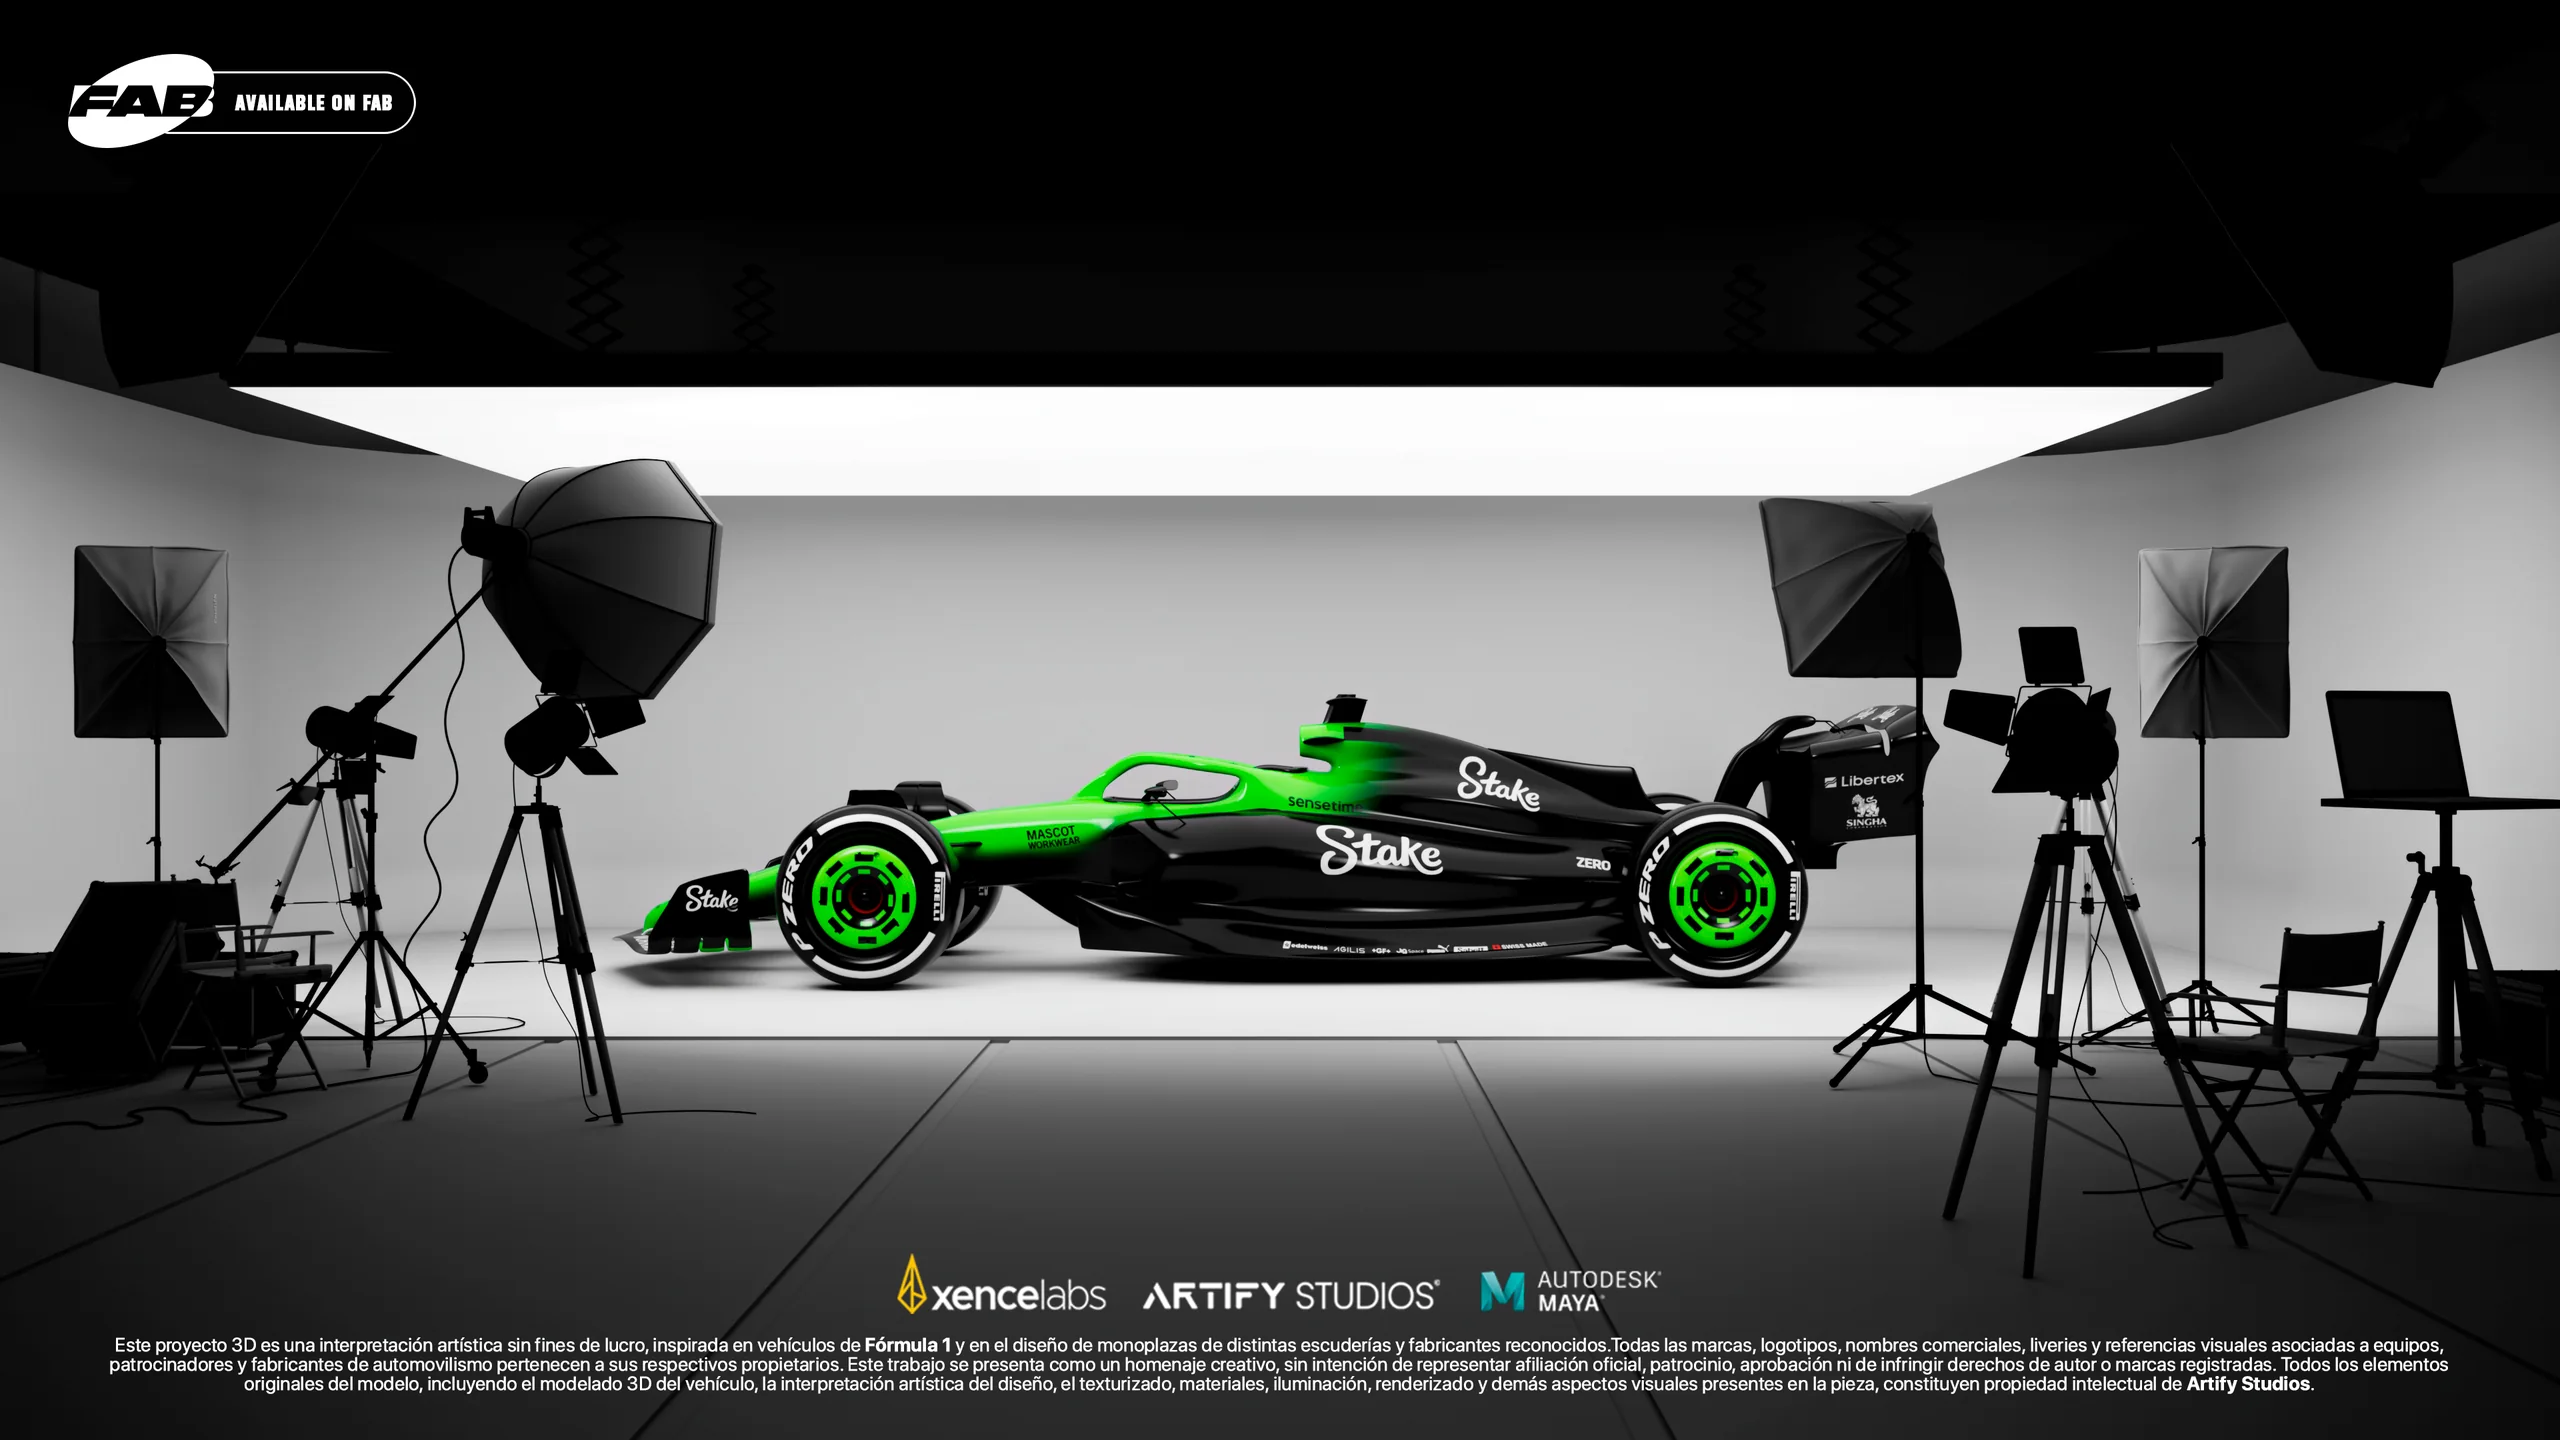 FAB AVAILABLE ON FAB
Stake
Libertex
SINGHA
sensetime
MASCOT
WORKWEAR
Stake
ZERO
Stake
P ZERO
PIRELLI
P ZERO
PIRELLI
edelweiss AGILIS +GF+ JigSpace SWISS MADE
xencelabs ARTIFY STUDIOS® AUTODESK®
MAYA®
Este proyecto 3D es una interpretación artística sin fines de lucro, inspirada en vehículos de Fórmula 1 y en el diseño de monoplazas de distintas escuderías y fabricantes reconocidos.Todas las marcas, logotipos, nombres comerciales, liveries y referencias visuales asociadas a equipos,
patrocinadores y fabricantes de automovilismo pertenecen a sus respectivos propietarios. Este trabajo se presenta como un homenaje creativo, sin intención de representar afiliación oficial, patrocinio, aprobación ni de infringir derechos de autor o marcas registradas. Todos los elementos
originales del modelo, incluyendo el modelado 3D del vehículo, la interpretación artística del diseño, el texturizado, materiales, iluminación, renderizado y demás aspectos visuales presentes en la pieza, constituyen propiedad intelectual de Artify Studios.